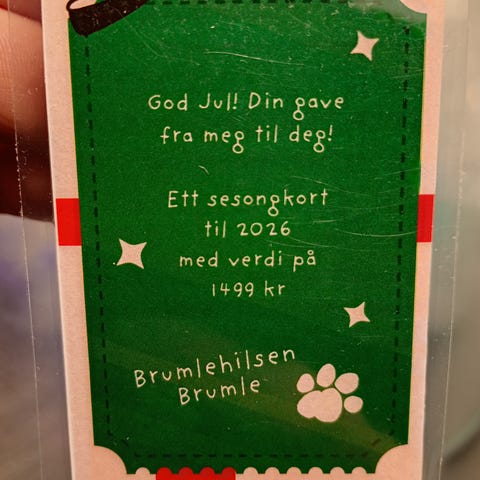 God Jul! Din gave
fra meg til deg!
Ett sesongkort
til 2026
med verdi på
1499 kr
Brumlehilsen
Brumle